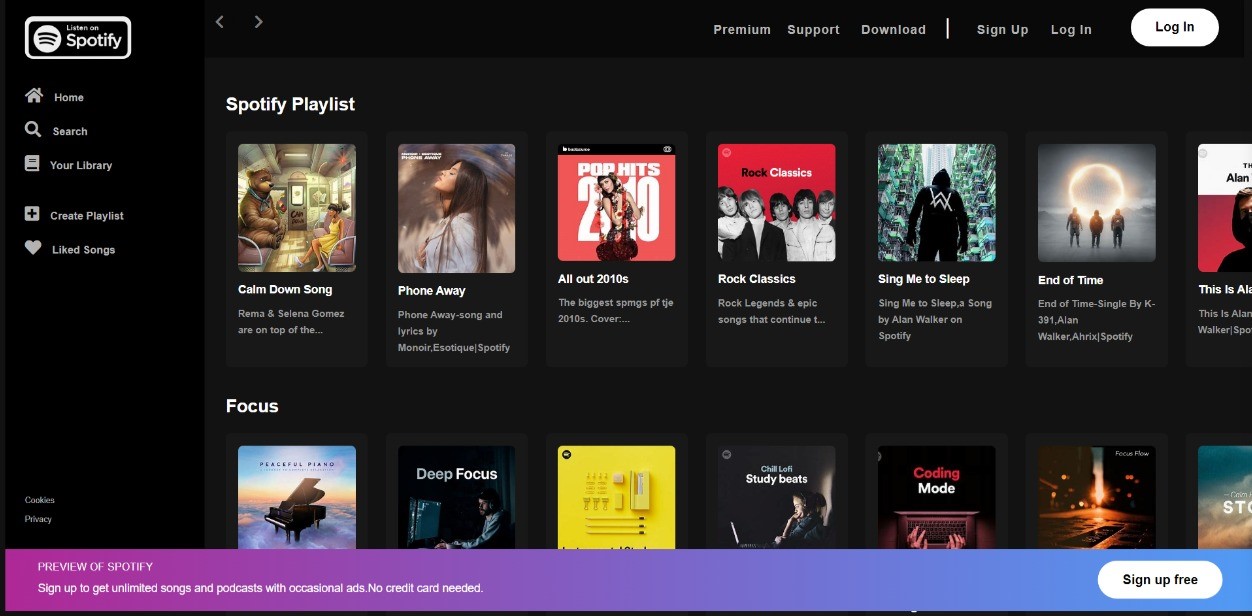 Listen on
Spotify
Premium
Support
Download
Sign Up
Log In
Log In
Home
Search
Your Library
Create Playlist
Liked Songs
Cookies
Privacy
Spotify Playlist
CALM
DOWN
Calm Down Song
Rema & Selena Gomez
are on top of the...
PHONE AWAY
Phone Away
Phone Away-song and
lyrics by
Monoir,Esotique|Spotify
POP HITS
2010
All out 2010s
The biggest spmgs pf tje
2010s. Cover:...
Rock Classics
Rock Classics
Rock Legends & epic
songs that continue t...
Sing Me to Sleep
Sing Me to Sleep,a Song
by Alan Walker on
Spotify
End of Time
End of Time-Single By K-
391,Alan
Walker,Ahrix|Spotify
TH
Alan
This Is Al
This Is Alan
Walker|Spo
Focus
PEACEFUL PIANO
Deep Focus
Chill Lofi
Study beats
Coding
Mode
Focus Flow
Calm
STO
PREVIEW OF SPOTIFY
Sign up to get unlimited songs and podcasts with occasional ads.No credit card needed.
Sign up free